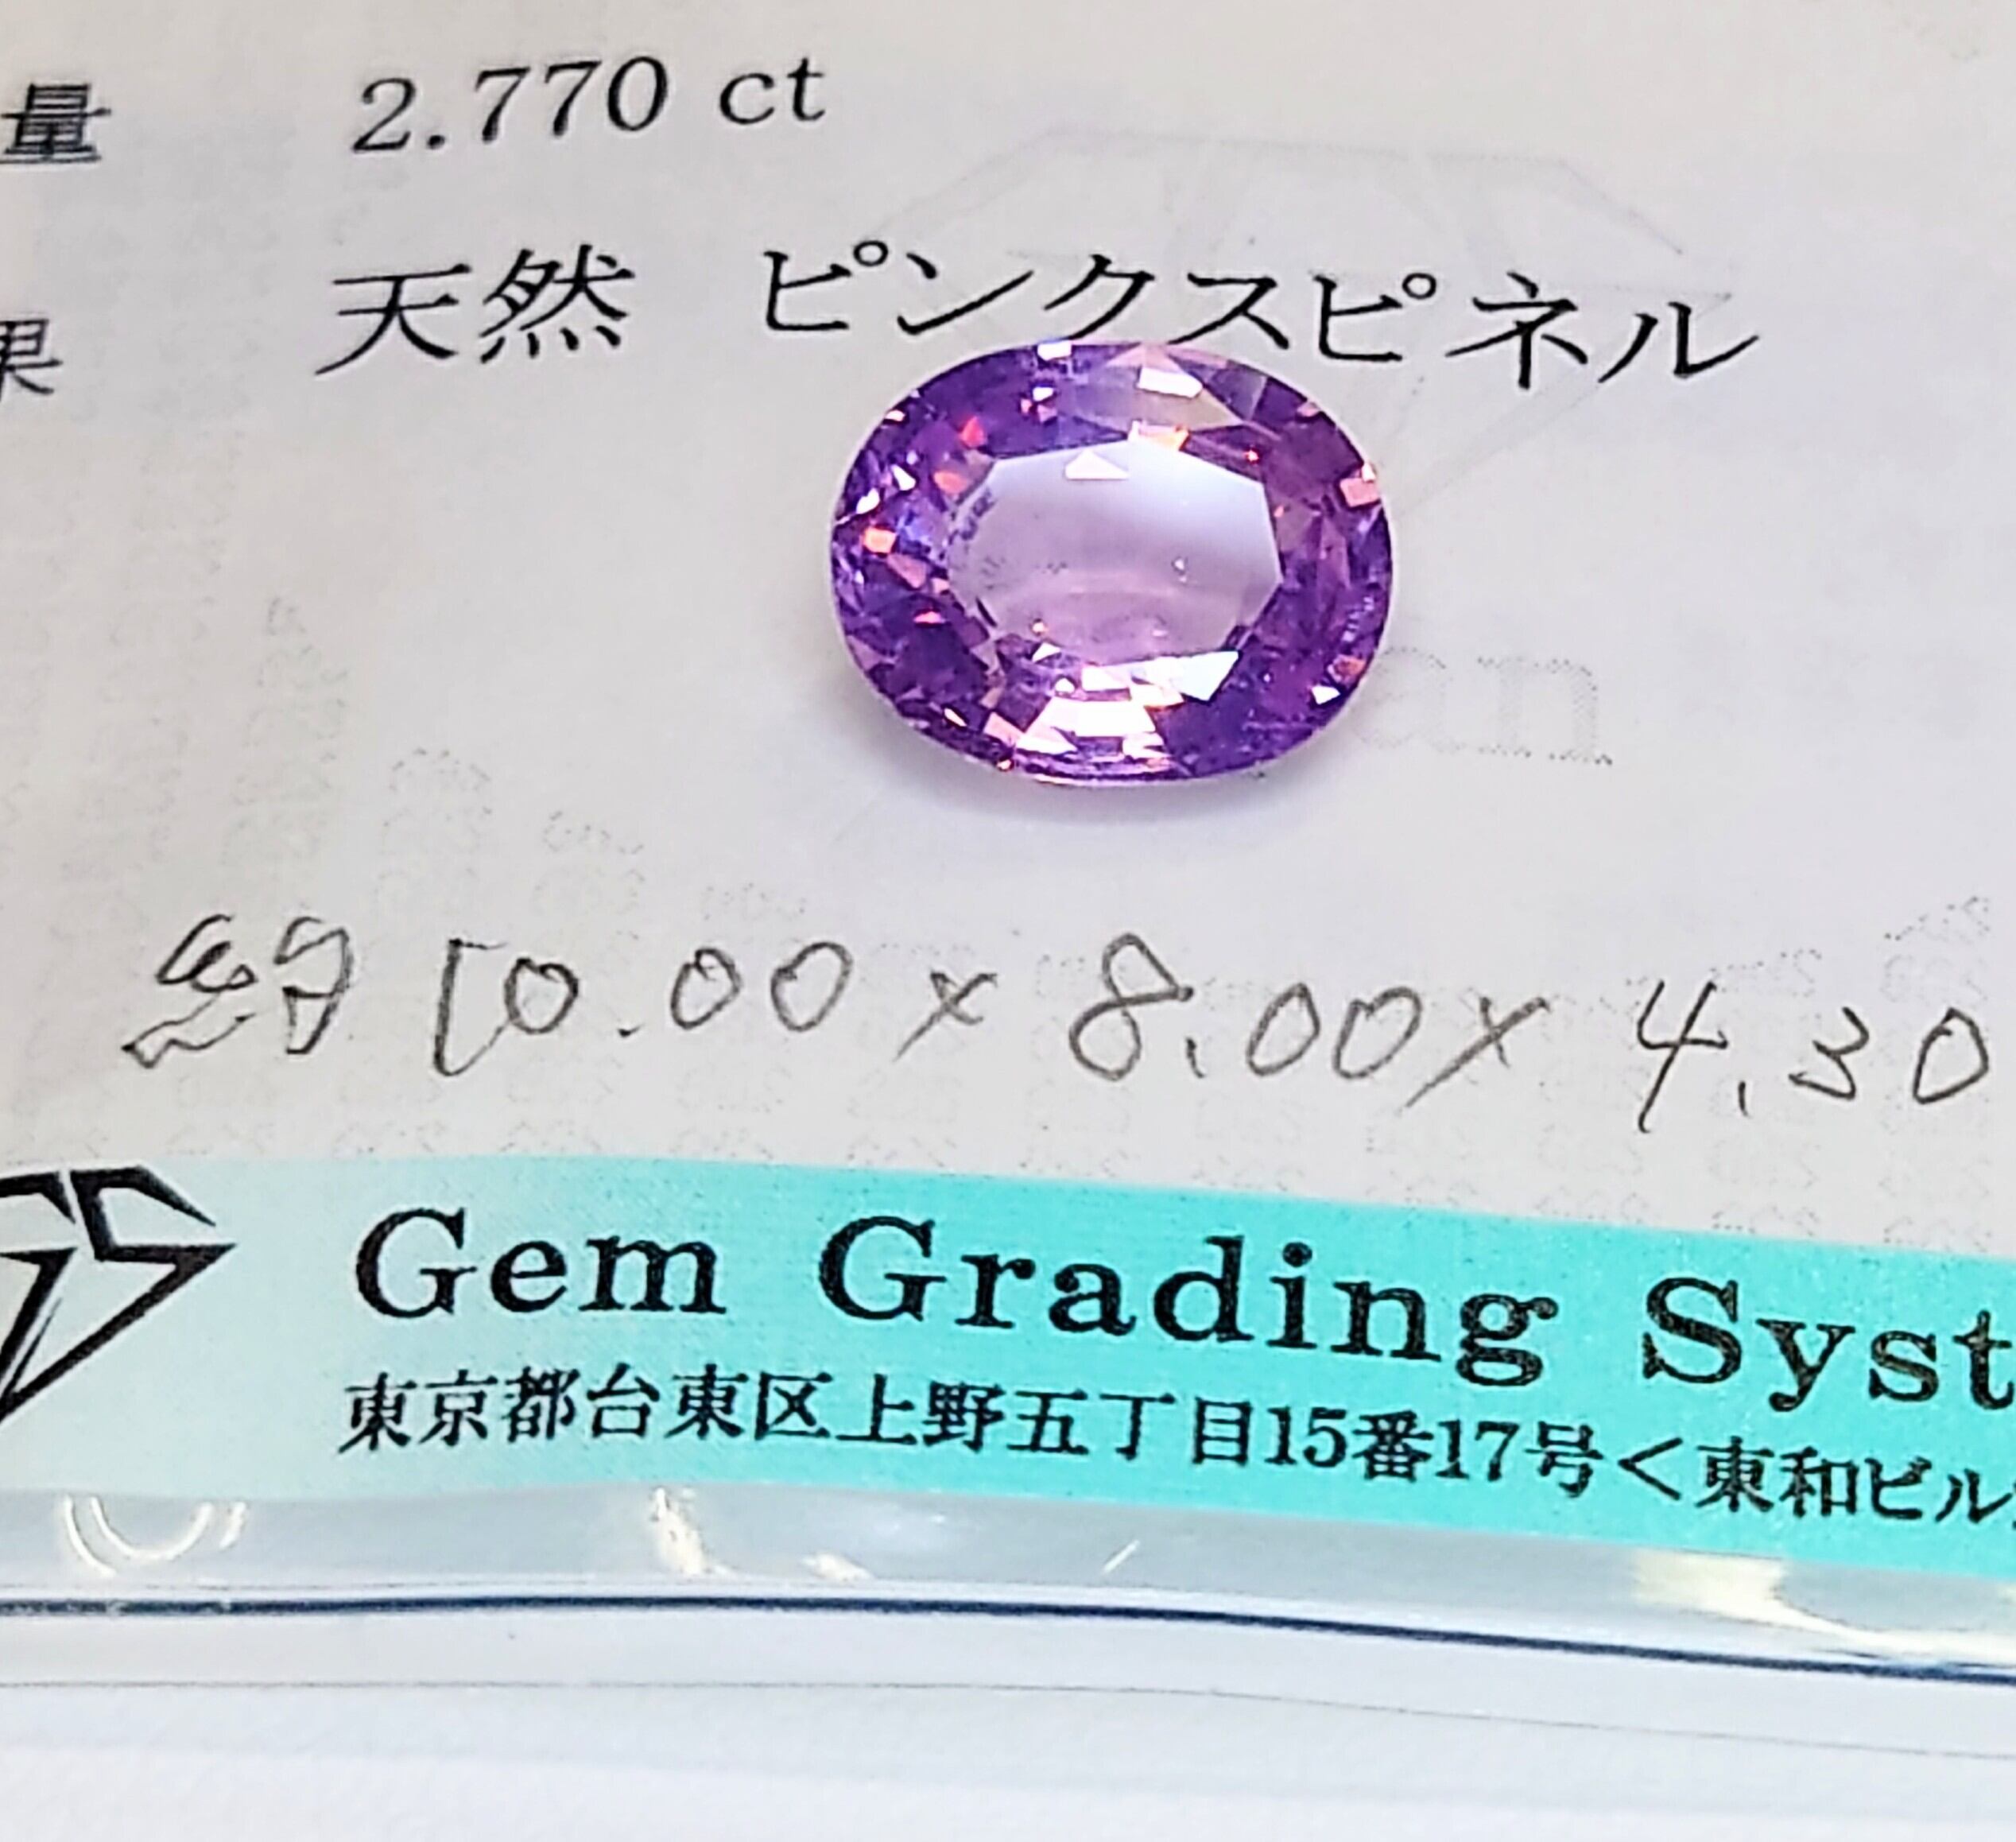 量 2.770 ct
果 天然 ピンクスピネル
約 10.00 x 8.00 x 4.30
Gem Grading Syst
東京都台東区上野五丁目15番17号<東和ビル